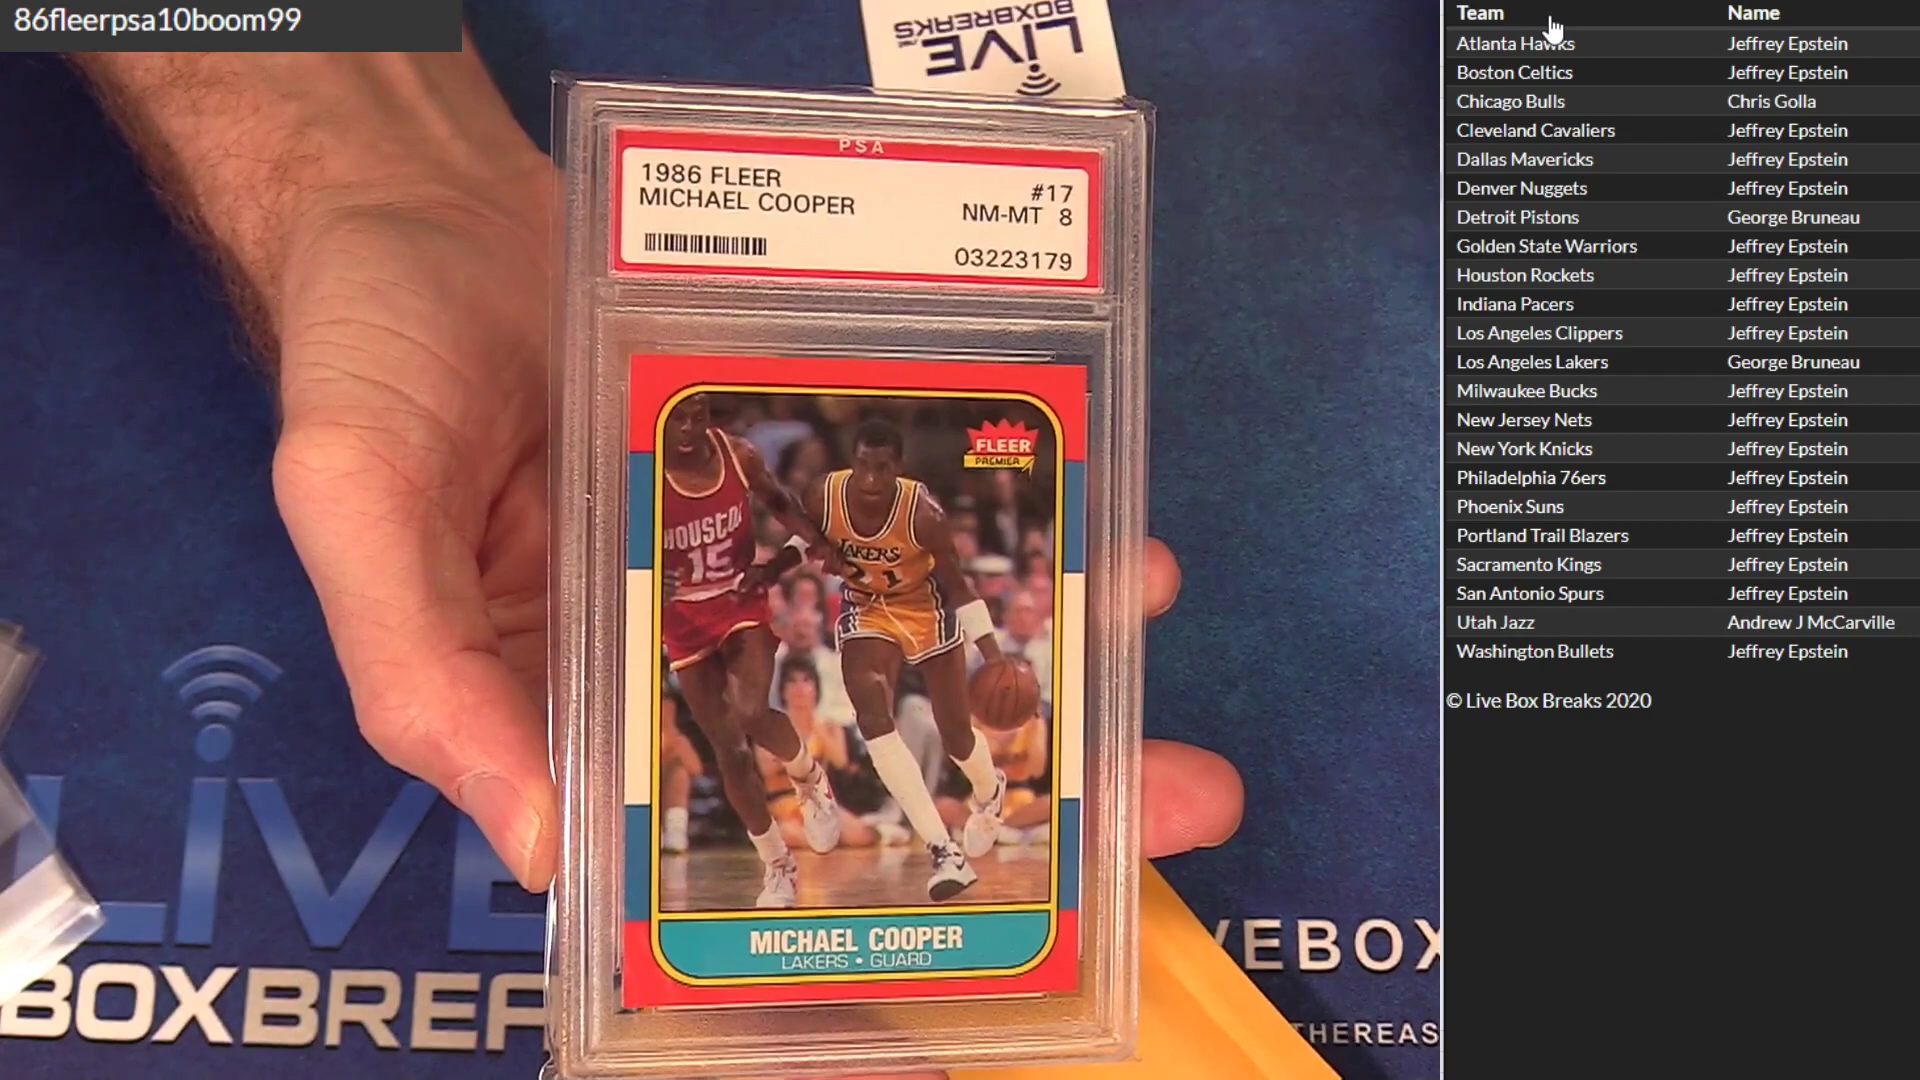 86fleerpsa10boom99
LIVE
BOXBREAKS
PSA
1986 FLEER
#17
MICHAEL COOPER
NM-MT 8
03223179
FLEER
PREMIER
HOUSTON
15
LAKERS
21
MICHAEL COOPER
LAKERS • GUARD
LIVE
BOXBREA
VEBOX
THEREAS
Team Name
Atlanta Hawks Jeffrey Epstein
Boston Celtics Jeffrey Epstein
Chicago Bulls Chris Golla
Cleveland Cavaliers Jeffrey Epstein
Dallas Mavericks Jeffrey Epstein
Denver Nuggets Jeffrey Epstein
Detroit Pistons George Bruneau
Golden State Warriors Jeffrey Epstein
Houston Rockets Jeffrey Epstein
Indiana Pacers Jeffrey Epstein
Los Angeles Clippers Jeffrey Epstein
Los Angeles Lakers George Bruneau
Milwaukee Bucks Jeffrey Epstein
New Jersey Nets Jeffrey Epstein
New York Knicks Jeffrey Epstein
Philadelphia 76ers Jeffrey Epstein
Phoenix Suns Jeffrey Epstein
Portland Trail Blazers Jeffrey Epstein
Sacramento Kings Jeffrey Epstein
San Antonio Spurs Jeffrey Epstein
Utah Jazz Andrew J McCarville
Washington Bullets Jeffrey Epstein
© Live Box Breaks 2020